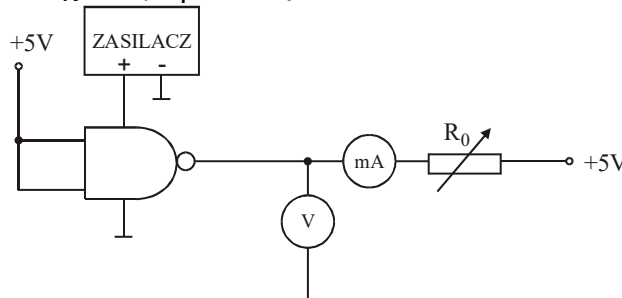 +5V
ZASILACZ
+ -
R0
mA
+5V
V